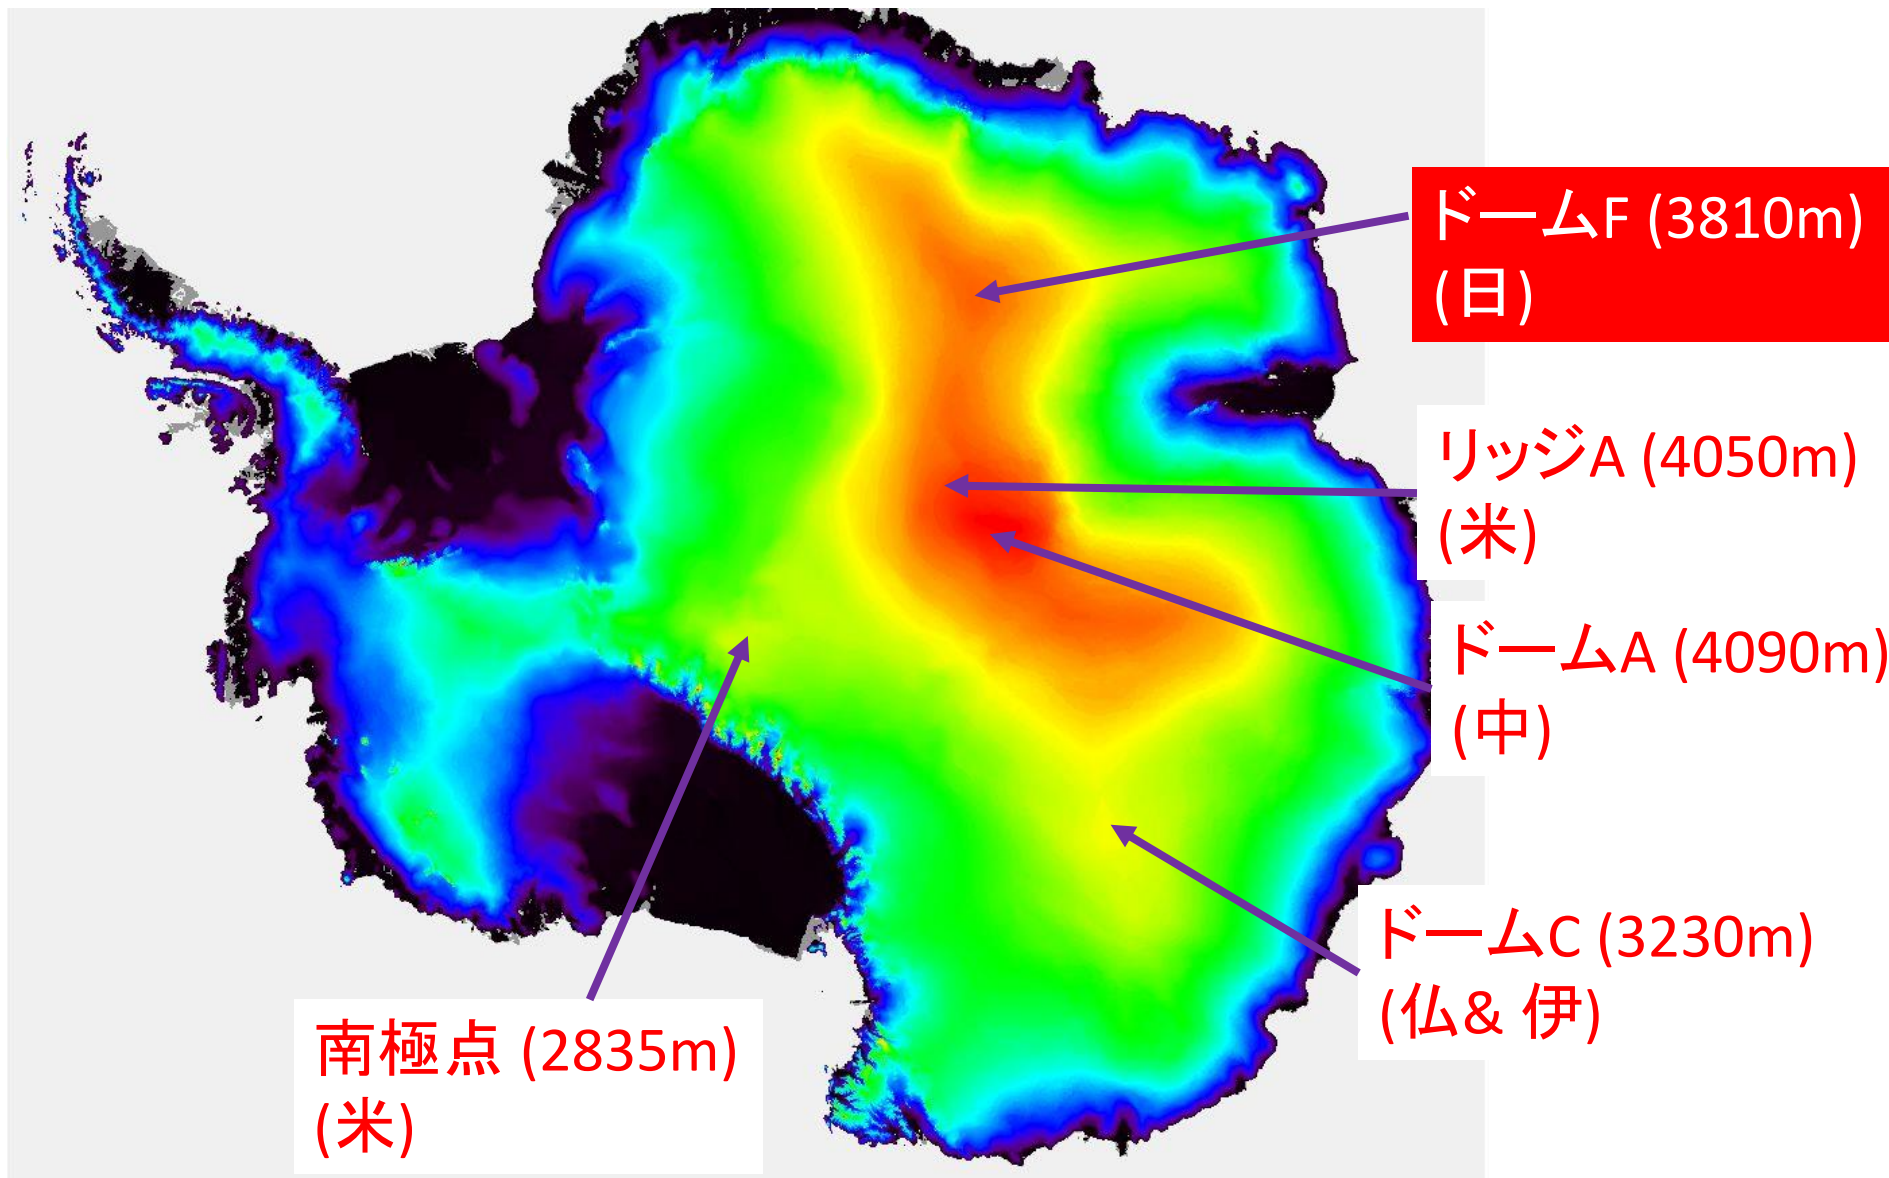 ドームF (3810m)
(日)
リッジA (4050m)
(米)
ドームA (4090m)
(中)
ドームC (3230m)
(仏& 伊)
南極点 (2835m)
(米)